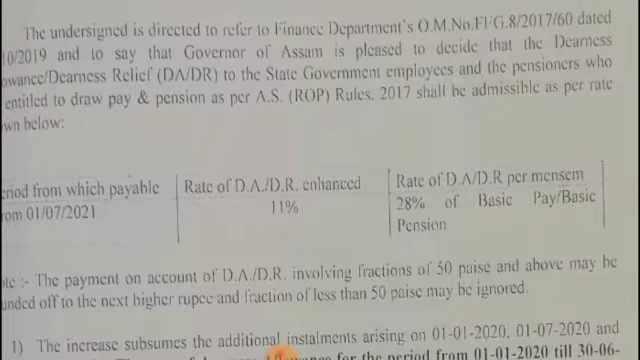 The undersigned is directed to refer to Finance Department's O.M.No.FEG.8/2017/60 dated
10/2019 and to say that Governor of Assam is pleased to decide that the Dearness
owance/Dearness Relief (DA/DR) to the State Government employees and the pensioners who
entitled to draw pay & pension as per A.S. (ROP) Rules, 2017 shall be admissible as per rate
wn below:
eriod from which payable
rom 01/07/2021
Rate of D.A./D.R. enhanced
11%
Rate of D.A/D.R per mensem
28% of Basic Pay/Basic
Pension
ote :- The payment on account of D.A./D.R. involving fractions of 50 paise and above may be
unded off to the next higher rupee and fraction of less than 50 paise may be ignored.
1) The increase subsumes the additional instalments arising on 01-01-2020, 01-07-2020 and
for the period from 01-01-2020 till 30-06-